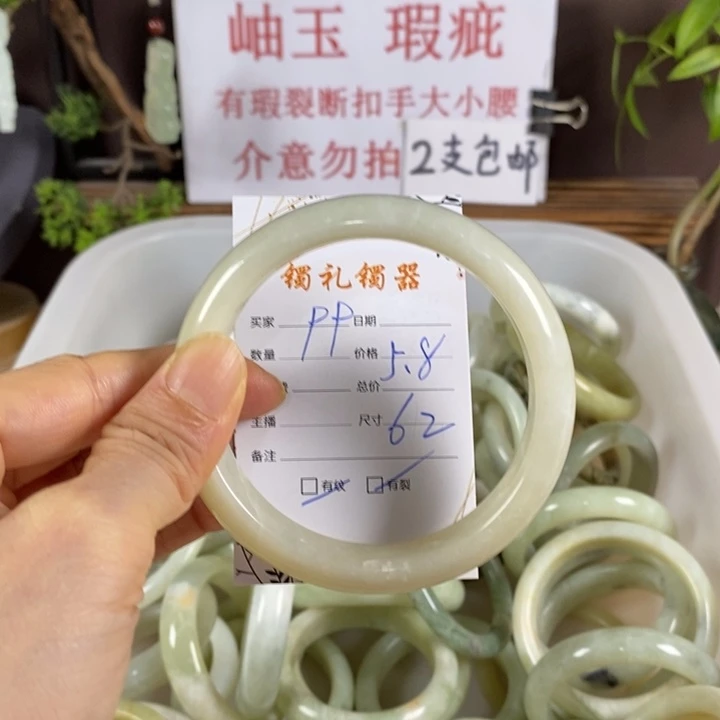 岫玉 瑕疵
有瑕裂断扣手大小腰
介意勿拍 2支包邮
镯礼镯器
买家 PP 日期
数量 价格 5.8
总价
主播 尺寸 62
备注
有纹 有裂